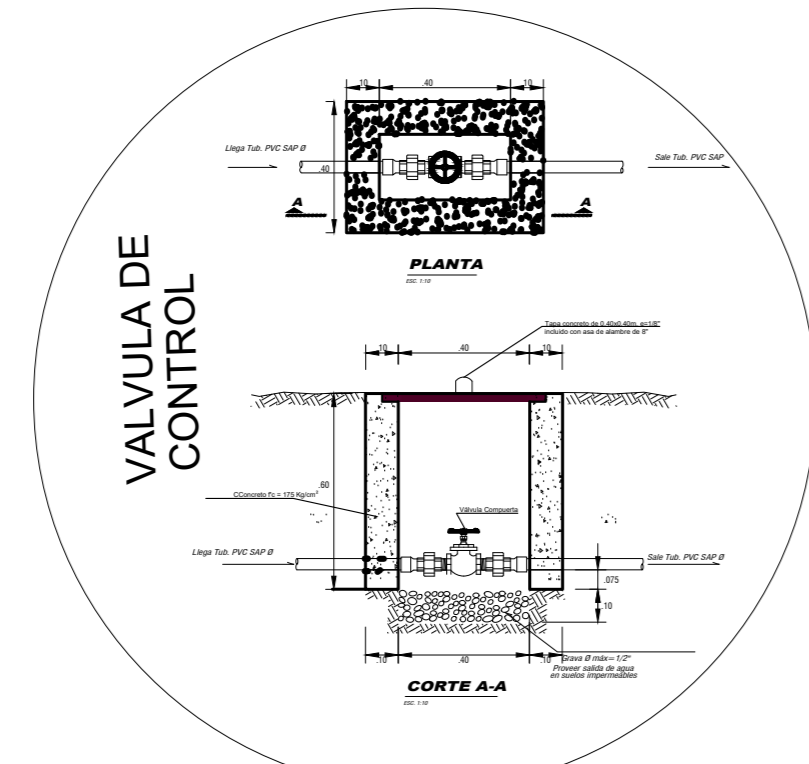 VALVULA DE
CONTROL
.10
.40
.10
Llega Tub. PVC SAP Ø
.40
Sale Tub. PVC SAP
A
A
PLANTA
ESC. 1:10
Tapa concreto de 0.40x0.40m. e=1/8"
incluido con asa de alambre de 8"
.10
.40
.10
.60
CConcreto f'c = 175 Kg/cm²
Válvula Compuerta
Llega Tub. PVC SAP Ø
Sale Tub. PVC SAP Ø
.075
.10
.10
.40
.10
Grava Ø máx=1/2"
Proveer salida de agua
en suelos impermeables
CORTE A-A
ESC. 1:10